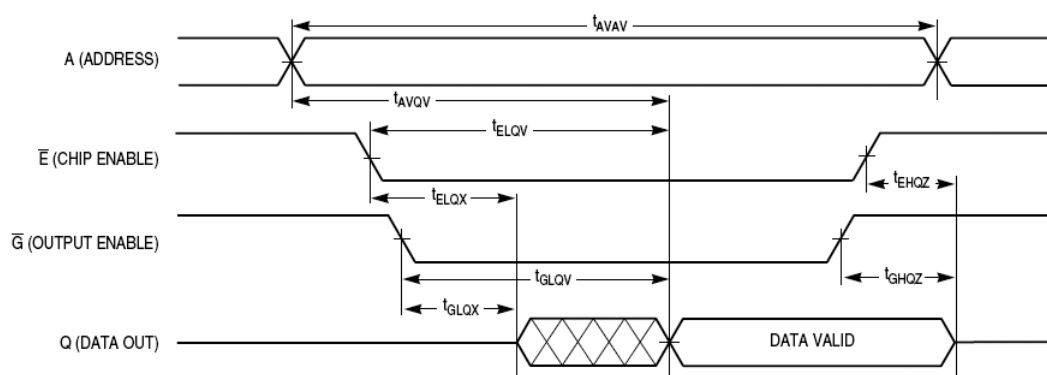 tAVAV
A (ADDRESS)
tAVQV
tELQV
E̅ (CHIP ENABLE)
tEHQZ
tELQX
G̅ (OUTPUT ENABLE)
tGLQV
tGHQZ
tGLQX
Q (DATA OUT)
DATA VALID